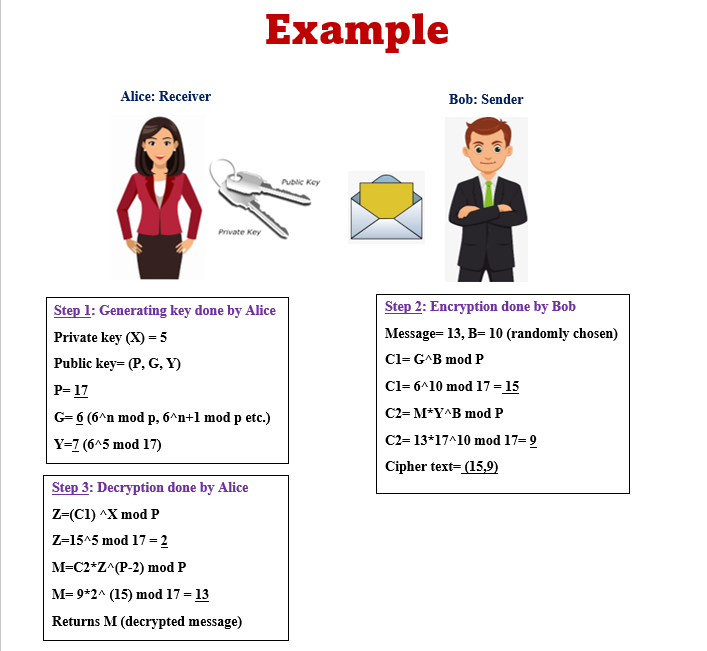 Example
Alice: Receiver
Bob: Sender
Public Key
Private Key
Step 1: Generating key done by Alice
Private key (X) = 5
Public key= (P, G, Y)
P= 17
G= 6 (6^n mod p, 6^n+1 mod p etc.)
Y=7 (6^5 mod 17)
Step 2: Encryption done by Bob
Message= 13, B= 10 (randomly chosen)
C1= G^B mod P
C1= 6^10 mod 17 = 15
C2= M*Y^B mod P
C2= 13*17^10 mod 17= 9
Cipher text= (15,9)
Step 3: Decryption done by Alice
Z=(C1) ^X mod P
Z=15^5 mod 17 = 2
M=C2*Z^(P-2) mod P
M= 9*2^ (15) mod 17 = 13
Returns M (decrypted message)